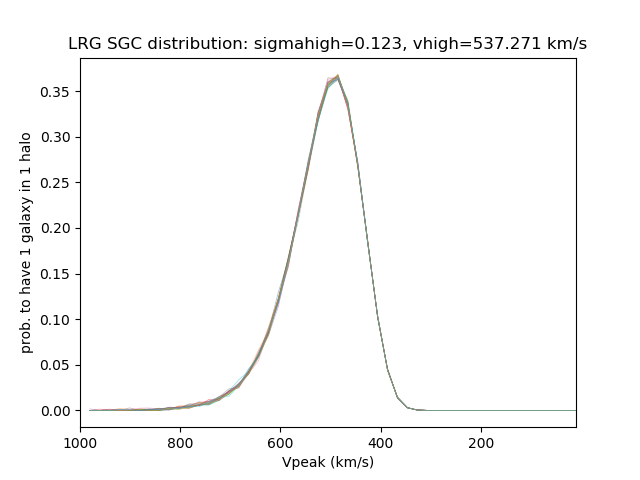 LRG SGC distribution: sigmahigh=0.123, vhigh=537.271 km/s
prob. to have 1 galaxy in 1 halo
0.35
0.30
0.25
0.20
0.15
0.10
0.05
0.00
1000 800 600 400 200
Vpeak (km/s)